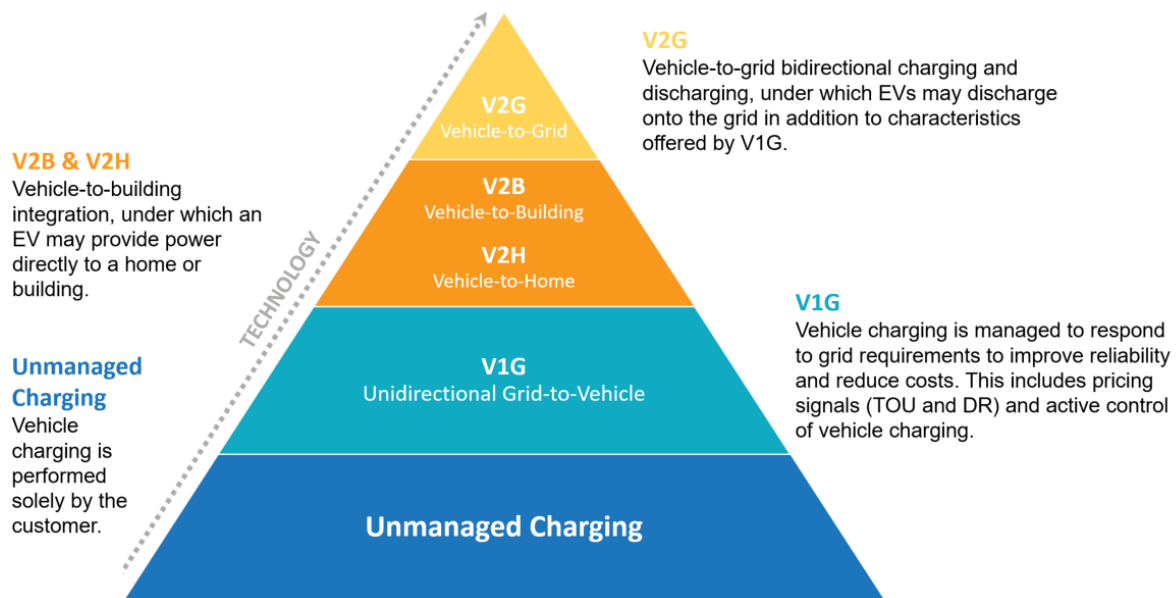 V2G
Vehicle-to-grid bidirectional charging and
discharging, under which EVs may discharge
onto the grid in addition to characteristics
offered by V1G.
V2G
Vehicle-to-Grid
V2B & V2H
Vehicle-to-building
integration, under which an
EV may provide power
directly to a home or
building.
V2B
Vehicle-to-Building
V2H
Vehicle-to-Home
TECHNOLOGY
V1G
Vehicle charging is managed to respond
to grid requirements to improve reliability
and reduce costs. This includes pricing
signals (TOU and DR) and active control
of vehicle charging.
V1G
Unidirectional Grid-to-Vehicle
Unmanaged
Charging
Vehicle
charging is
performed
solely by the
customer.
Unmanaged Charging